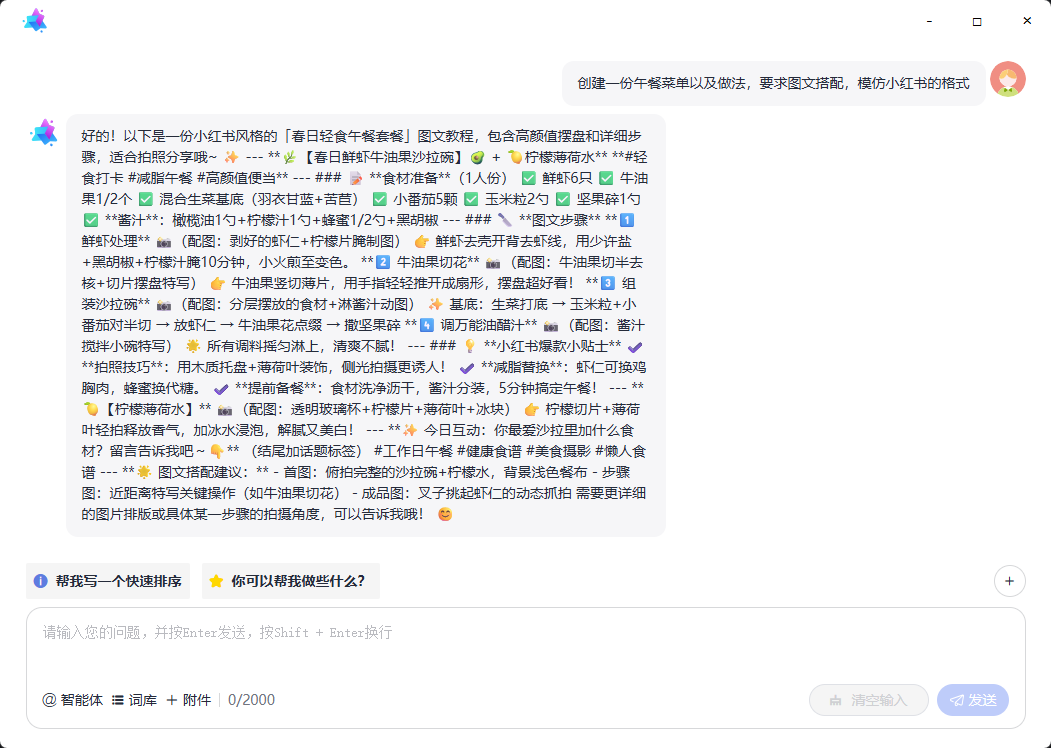 创建一份午餐菜单以及做法，要求图文搭配，模仿小红书的格式
好的！以下是一份小红书风格的「春日轻食午餐套餐」图文教程，包含高颜值摆盘和详细步
骤，适合拍照分享哦~ ✨ --- **🌿【春日鲜虾牛油果沙拉碗】🥑 + 🍋柠檬薄荷水** **#轻
食打卡 #减脂午餐 #高颜值便当** --- ### 📝 **食材准备**（1人份） ✅ 鲜虾6只 ✅ 牛油
果1/2个 ✅ 混合生菜基底（羽衣甘蓝+苦苣） ✅ 小番茄5颗 ✅ 玉米粒2勺 ✅ 坚果碎1勺
✅ **酱汁**：橄榄油1勺+柠檬汁1勺+蜂蜜1/2勺+黑胡椒 --- ### 🔪 **图文步骤** **1️⃣
鲜虾处理** 📷 （配图：剥好的虾仁+柠檬片腌制图） 👉 鲜虾去壳开背去虾线，用少许盐
+黑胡椒+柠檬汁腌10分钟，小火煎至变色。 **2️⃣ 牛油果切花** 📷 （配图：牛油果切半去
核+切片摆盘特写） 👉 牛油果竖切薄片，用手指轻轻推开成扇形，摆盘超好看！ **3️⃣ 组
装沙拉碗** 📷 （配图：分层摆放的食材+淋酱汁动图） ✨ 基底：生菜打底 → 玉米粒+小
番茄对半切 → 放虾仁 → 牛油果花点缀 → 撒坚果碎 **4️⃣ 调万能油醋汁** 📷 （配图：酱汁
搅拌小碗特写） 🌟 所有调料摇匀淋上，清爽不腻！ --- ### 💡 **小红书爆款小贴士** ✔
**拍照技巧**：用木质托盘+薄荷叶装饰，侧光拍摄更诱人！ ✔ **减脂替换**：虾仁可换鸡
胸肉，蜂蜜换代糖。 ✔ **提前备餐**：食材洗净沥干，酱汁分装，5分钟搞定午餐！ --- **
🍋【柠檬薄荷水】** 📷 （配图：透明玻璃杯+柠檬片+薄荷叶+冰块） 👉 柠檬切片+薄荷
叶轻拍释放香气，加冰水浸泡，解腻又美白！ --- **✨ 今日互动：你最爱沙拉里加什么食
材？留言告诉我吧~👇** （结尾加话题标签） #工作日午餐 #健康食谱 #美食摄影 #懒人食
谱 --- **🌟 图文搭配建议：** - 首图：俯拍完整的沙拉碗+柠檬水，背景浅色餐布 - 步骤
图：近距离特写关键操作（如牛油果切花） - 成品图：叉子挑起虾仁的动态抓拍 需要更详细
的图片排版或具体某一步骤的拍摄角度，可以告诉我哦！ 😊
帮我写一个快速排序
你可以帮我做些什么？
请输入您的问题，并按Enter发送，按Shift + Enter换行
@ 智能体 词库 + 附件 0/2000
清空输入 发送